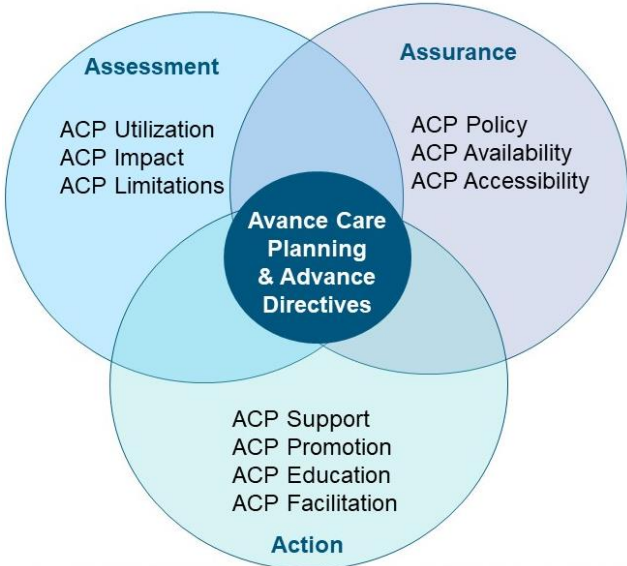 Assessment
ACP Utilization
ACP Impact
ACP Limitations
Assurance
ACP Policy
ACP Availability
ACP Accessibility
Avance Care
Planning
& Advance
Directives
ACP Support
ACP Promotion
ACP Education
ACP Facilitation
Action